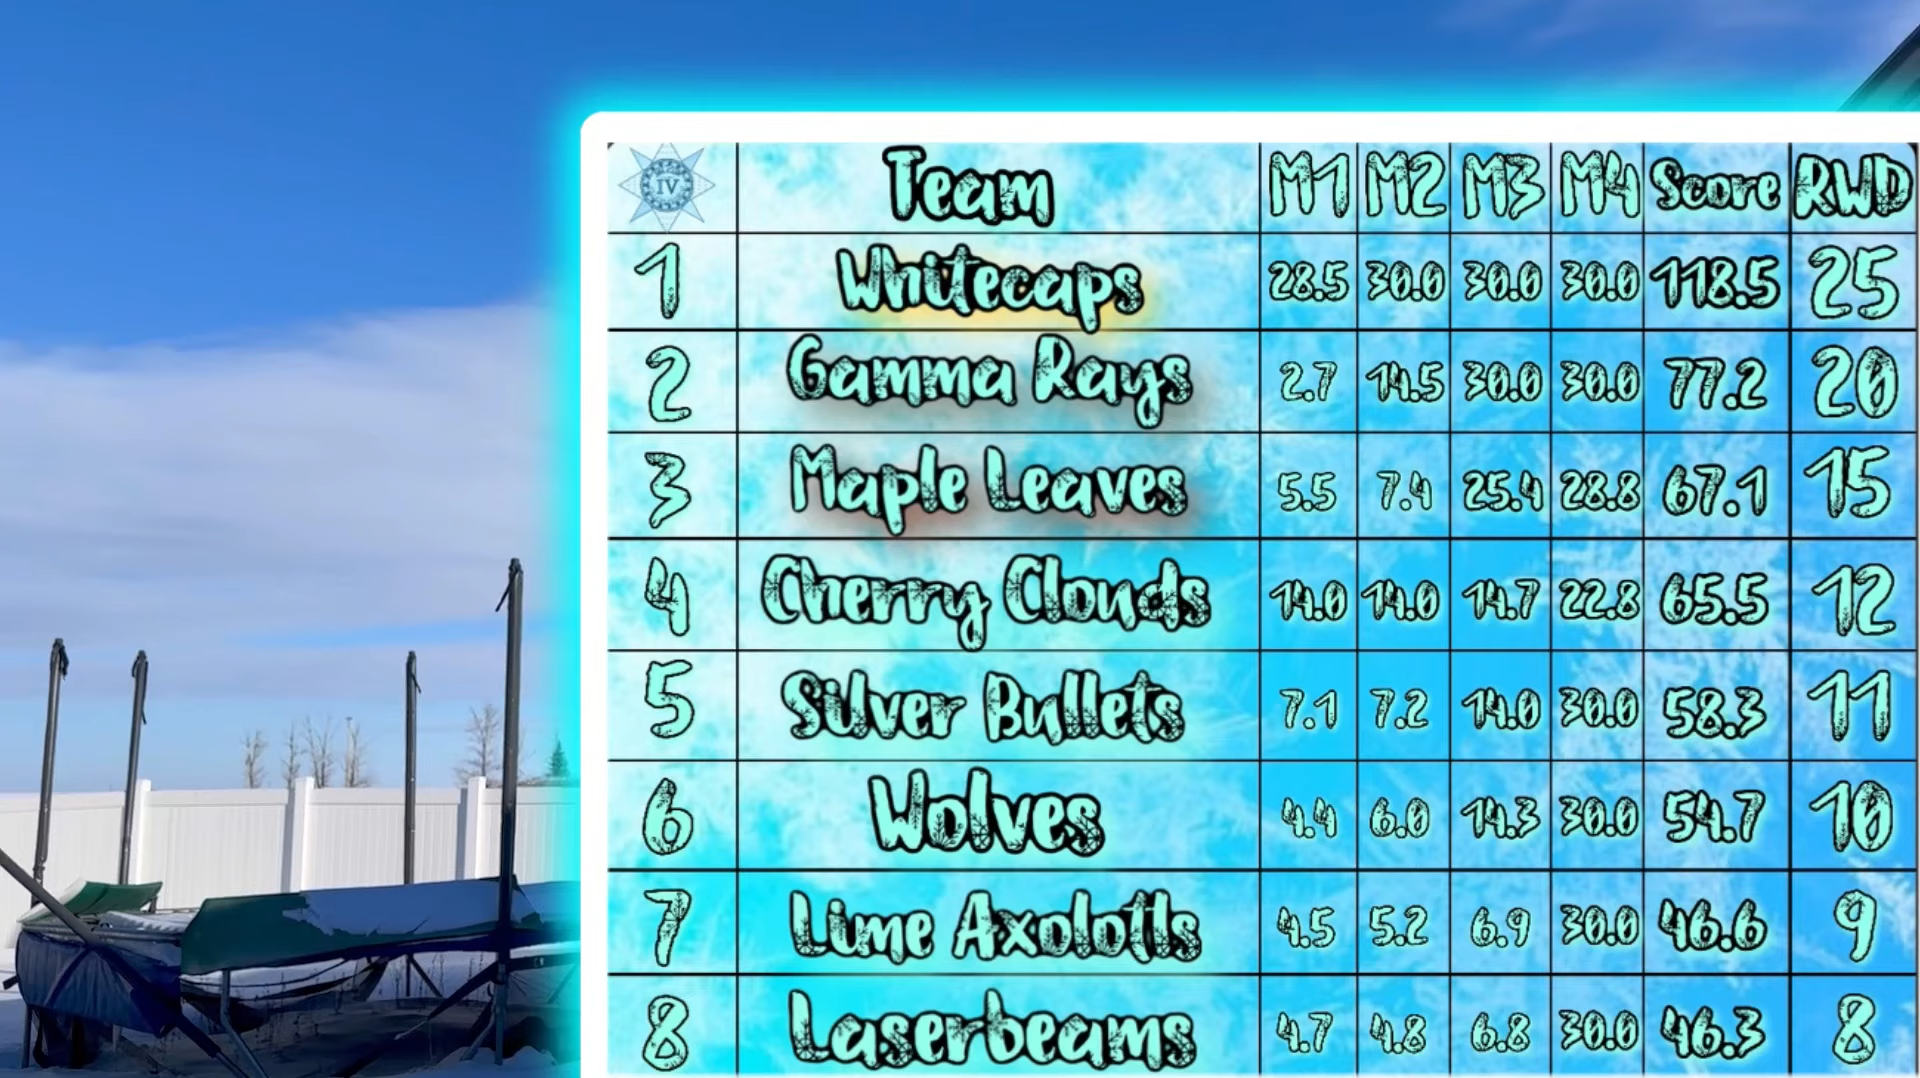 IV Team M1 M2 M3 M4 Score RWD
1 Whitecaps 28.5 30.0 30.0 30.0 118.5 25
2 Gamma Rays 2.7 14.5 30.0 30.0 77.2 20
3 Maple Leaves 5.5 7.4 25.4 28.8 67.1 15
4 Cherry Clouds 14.0 14.0 14.7 22.8 65.5 12
5 Silver Bullets 7.1 7.2 14.0 30.0 58.3 11
6 Wolves 4.4 6.0 14.3 30.0 54.7 10
7 Lime Axolotls 4.5 5.2 6.9 30.0 46.6 9
8 Laserbeams 4.7 4.8 6.8 30.0 46.3 8